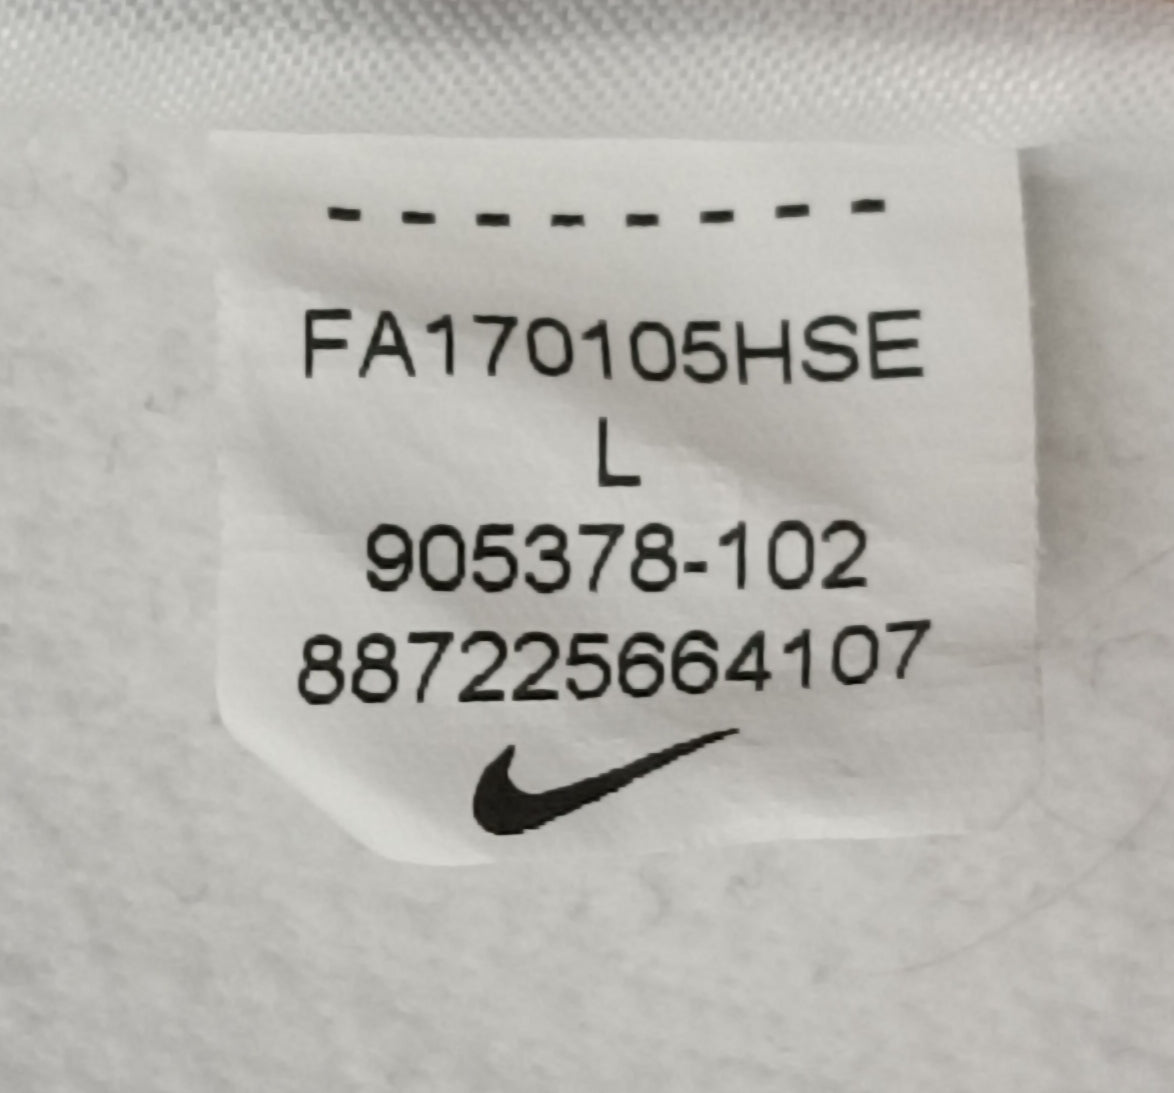 - - - - - - - -
FA170105HSE
L
905378-102
887225664107